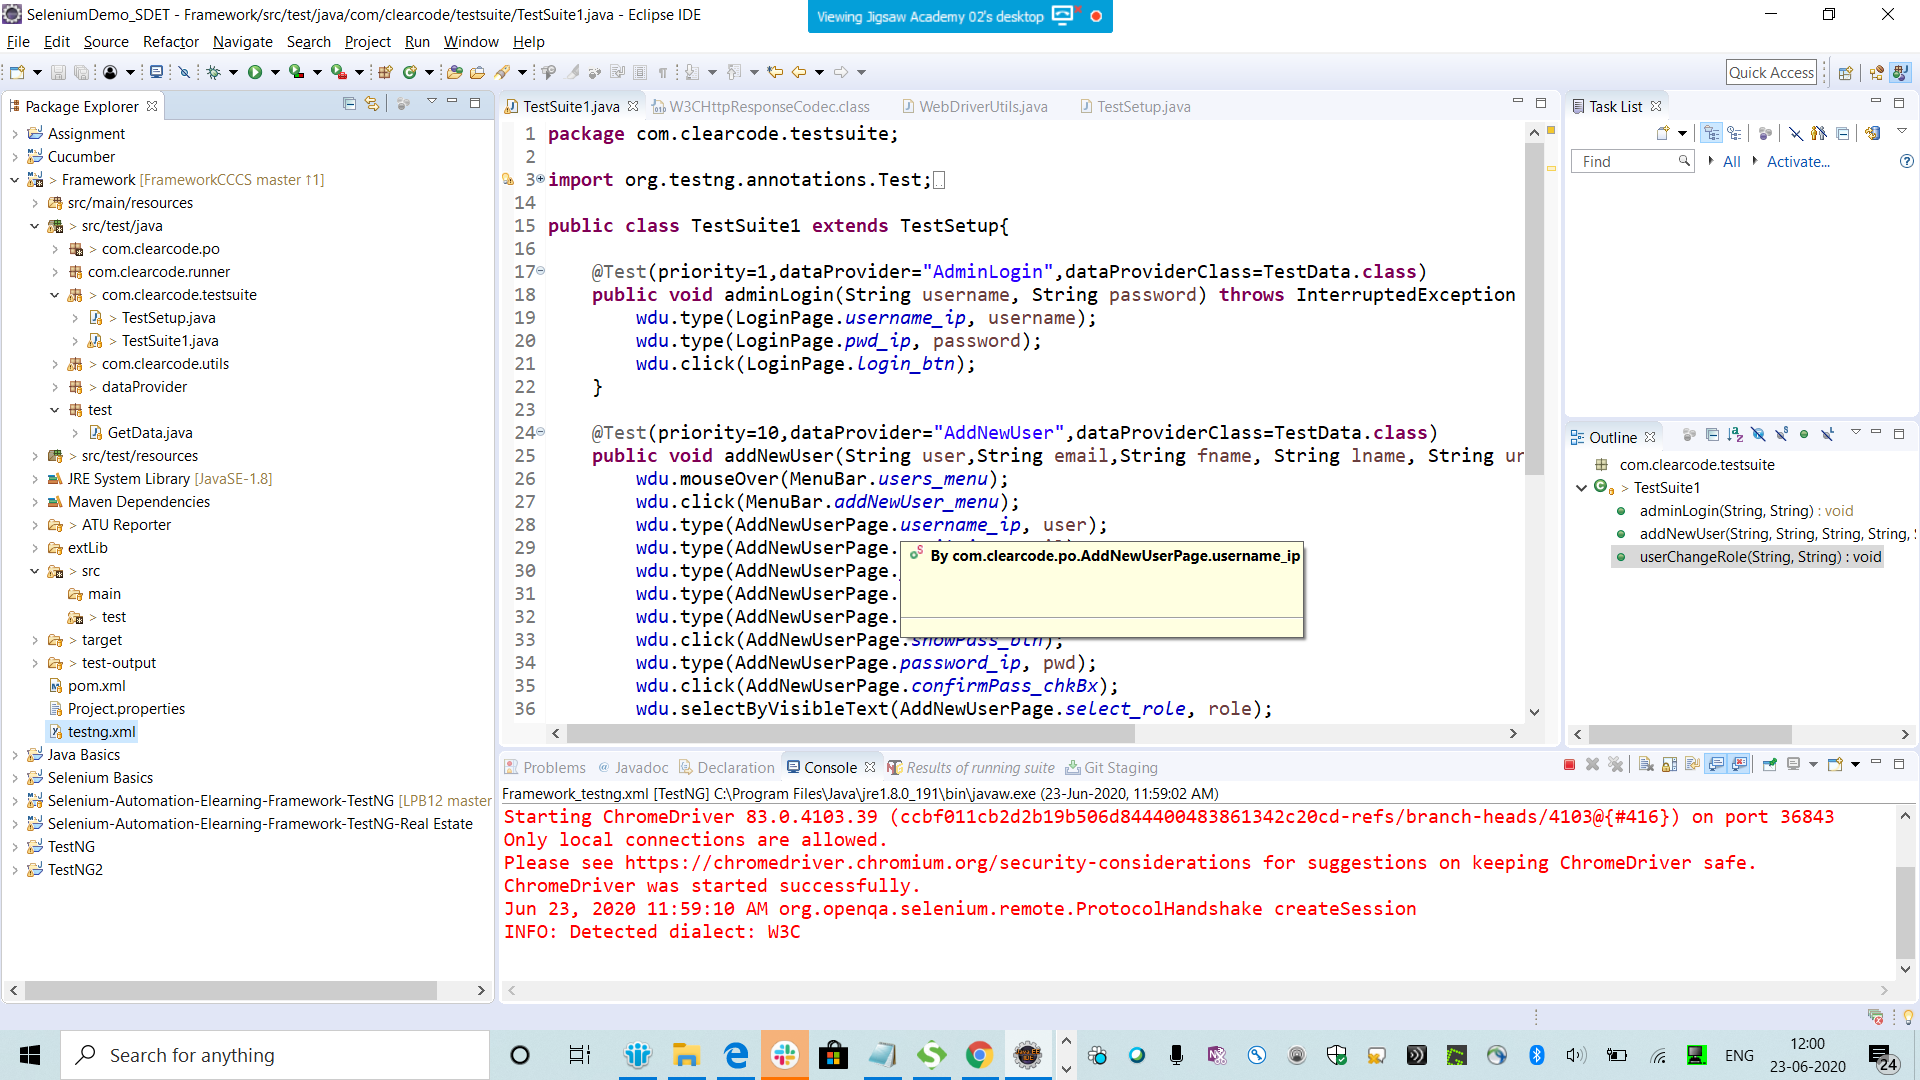 SeleniumDemo_SDET - Framework/src/test/java/com/clearcode/testsuite/TestSuite1.java - Eclipse IDE
Viewing Jigsaw Academy 02's desktop
File Edit Source Refactor Navigate Search Project Run Window Help
Quick Access
Package Explorer
Assignment
Cucumber
> Framework [FrameworkCCCS master ↑1]
src/main/resources
> src/test/java
> com.clearcode.po
com.clearcode.runner
> com.clearcode.testsuite
> TestSetup.java
> TestSuite1.java
> com.clearcode.utils
> dataProvider
test
GetData.java
> src/test/resources
JRE System Library [JavaSE-1.8]
Maven Dependencies
> ATU Reporter
extLib
> src
main
> test
> target
> test-output
pom.xml
Project.properties
testng.xml
Java Basics
Selenium Basics
Selenium-Automation-Elearning-Framework-TestNG [LPB12 master
Selenium-Automation-Elearning-Framework-TestNG-Real Estate
TestNG
TestNG2
TestSuite1.java W3CHttpResponseCodec.class WebDriverUtils.java TestSetup.java
1 package com.clearcode.testsuite;
2
3 import org.testng.annotations.Test;
14
15 public class TestSuite1 extends TestSetup{
16
17 @Test(priority=1,dataProvider="AdminLogin",dataProviderClass=TestData.class)
18 public void adminLogin(String username, String password) throws InterruptedException
19 wdu.type(LoginPage.username_ip, username);
20 wdu.type(LoginPage.pwd_ip, password);
21 wdu.click(LoginPage.login_btn);
22 }
23
24 @Test(priority=10,dataProvider="AddNewUser",dataProviderClass=TestData.class)
25 public void addNewUser(String user,String email,String fname, String lname, String ur
26 wdu.mouseOver(MenuBar.users_menu);
27 wdu.click(MenuBar.addNewUser_menu);
28 wdu.type(AddNewUserPage.username_ip, user);
29 wdu.type(AddNewUserPage.
30 wdu.type(AddNewUserPage.
31 wdu.type(AddNewUserPage.
32 wdu.type(AddNewUserPage.
33 wdu.click(AddNewUserPage.showPass_btn);
34 wdu.type(AddNewUserPage.password_ip, pwd);
35 wdu.click(AddNewUserPage.confirmPass_chkBx);
36 wdu.selectByVisibleText(AddNewUserPage.select_role, role);
By com.clearcode.po.AddNewUserPage.username_ip
Task List
Find All Activate...
Outline
com.clearcode.testsuite
> TestSuite1
adminLogin(String, String) : void
addNewUser(String, String, String, String, S
userChangeRole(String, String) : void
Problems @ Javadoc Declaration Console Results of running suite Git Staging
Framework_testng.xml [TestNG] C:\Program Files\Java\jre1.8.0_191\bin\javaw.exe (23-Jun-2020, 11:59:02 AM)
Starting ChromeDriver 83.0.4103.39 (ccbf011cb2d2b19b506d844400483861342c20cd-refs/branch-heads/4103@{#416}) on port 36843
Only local connections are allowed.
Please see https://chromedriver.chromium.org/security-considerations for suggestions on keeping ChromeDriver safe.
ChromeDriver was started successfully.
Jun 23, 2020 11:59:10 AM org.openqa.selenium.remote.ProtocolHandshake createSession
INFO: Detected dialect: W3C
Search for anything
ENG
12:00
23-06-2020
24